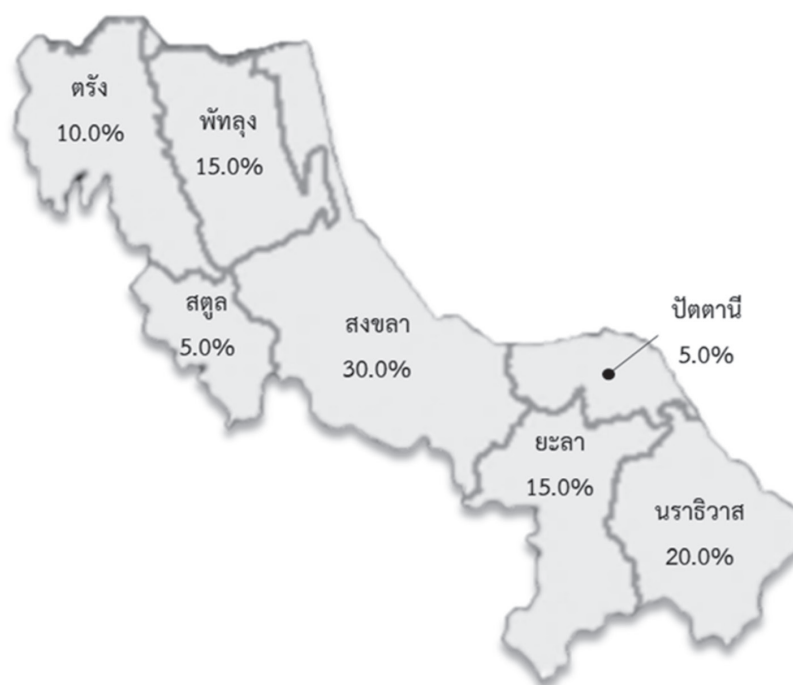 ตรัง
10.0%
พัทลุง
15.0%
สตูล
5.0%
สงขลา
30.0%
ปัตตานี
5.0%
ยะลา
15.0%
นราธิวาส
20.0%